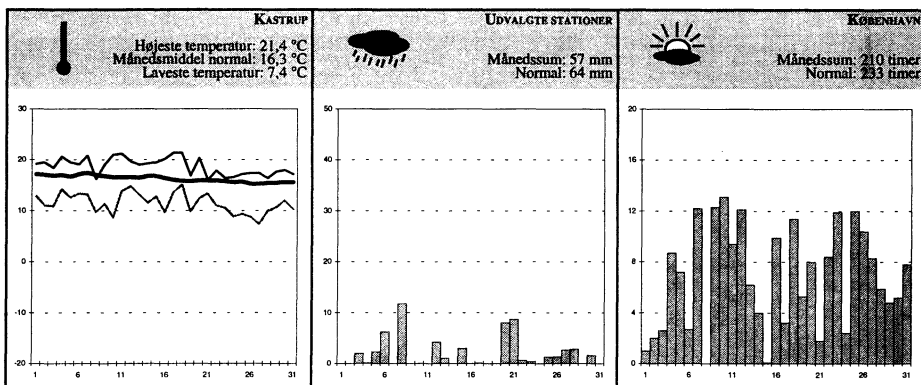 KASTRUP
Højeste temperatur: 21,4 °C
Månedsmiddel normal: 16,3 °C
Laveste temperatur: 7,4 °C
30
20
10
0
-10
-20
1 6 11 16 21 26 31
UDVALGTE STATIONER
Månedssum: 57 mm
Normal: 64 mm
50
40
30
20
10
0
1 6 11 16 21 26 31
KØBENHAVN
Månedssum: 210 timer
Normal: 233 timer
20
16
12
8
4
0
1 6 11 16 21 26 31